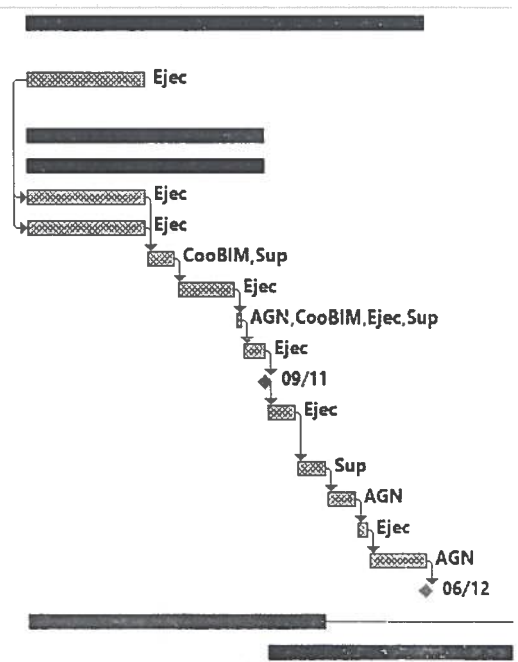 Ejec
Ejec
Ejec
CooBIM,Sup
Ejec
AGN,CooBIM,Ejec,Sup
Ejec
09/11
Ejec
Sup
AGN
Ejec
AGN
06/12